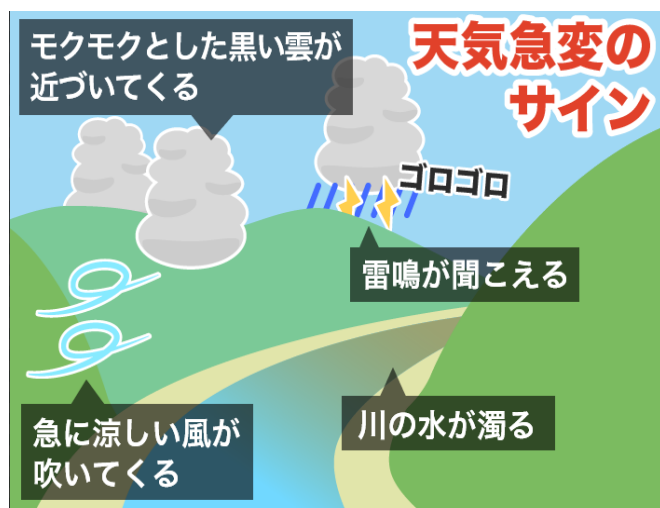 天気急変の
サイン
モクモクとした黒い雲が
近づいてくる
ゴロゴロ
雷鳴が聞こえる
川の水が濁る
急に涼しい風が
吹いてくる